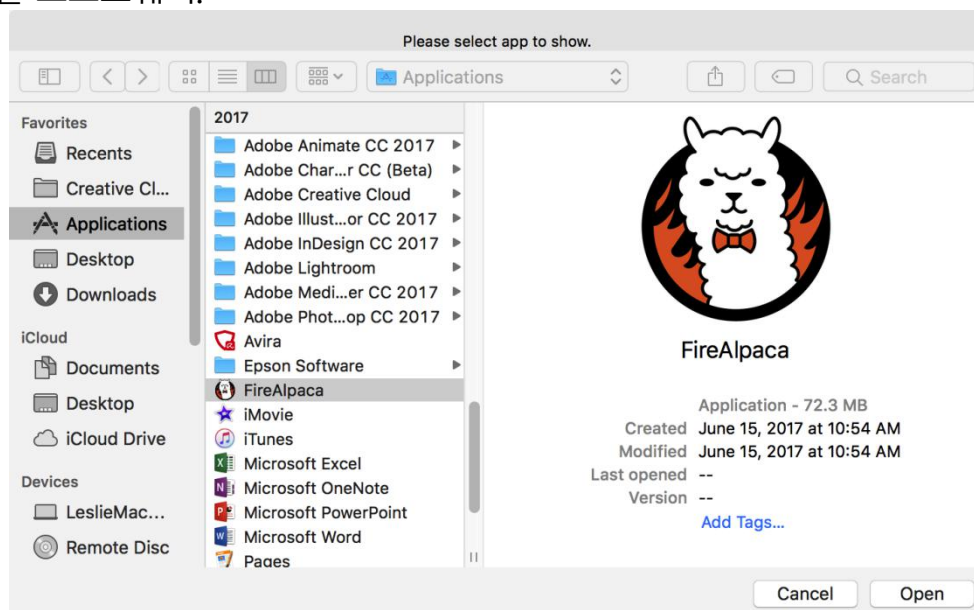 Please select app to show.
Applications
Search
Favorites
Recents
Creative Cl...
Applications
Desktop
Downloads
iCloud
Documents
Desktop
iCloud Drive
Devices
LeslieMac...
Remote Disc
2017
Adobe Animate CC 2017
Adobe Char...r CC (Beta)
Adobe Creative Cloud
Adobe Illust...or CC 2017
Adobe InDesign CC 2017
Adobe Lightroom
Adobe Medi...er CC 2017
Adobe Phot...op CC 2017
Avira
Epson Software
FireAlpaca
iMovie
iTunes
Microsoft Excel
Microsoft OneNote
Microsoft PowerPoint
Microsoft Word
Pages
FireAlpaca
Application - 72.3 MB
Created June 15, 2017 at 10:54 AM
Modified June 15, 2017 at 10:54 AM
Last opened --
Version --
Add Tags...
Cancel
Open